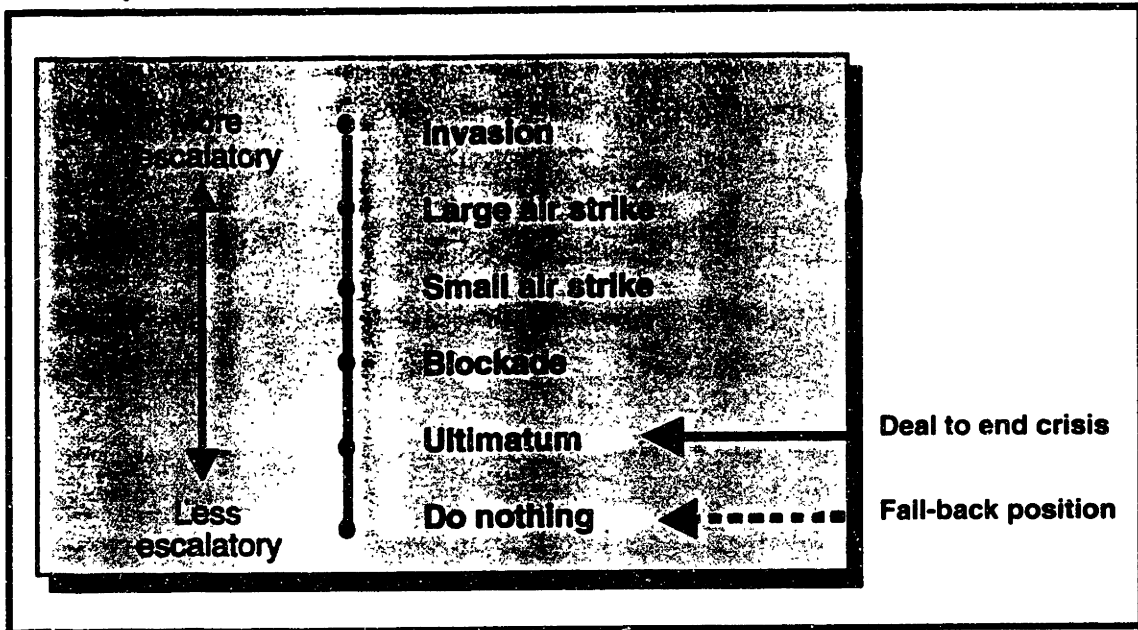 More
escalatory
Invasion
Large air strike
Small air strike
Blockade
Ultimatum
Deal to end crisis
Less
escalatory
Do nothing
Fall-back position